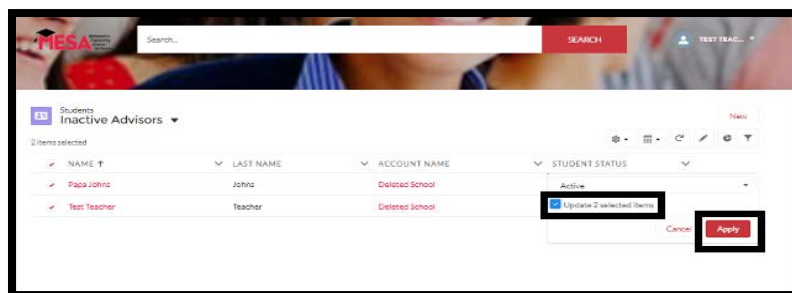 MESA
Search...
SEARCH
TEST TEAC...
Students
Inactive Advisors
New
2 items selected
NAME ↑ LAST NAME ACCOUNT NAME STUDENT STATUS
Papa Johns Johns Deleted School Active
Test Teacher Teacher Deleted School
Update 2 selected items
Cancel Apply